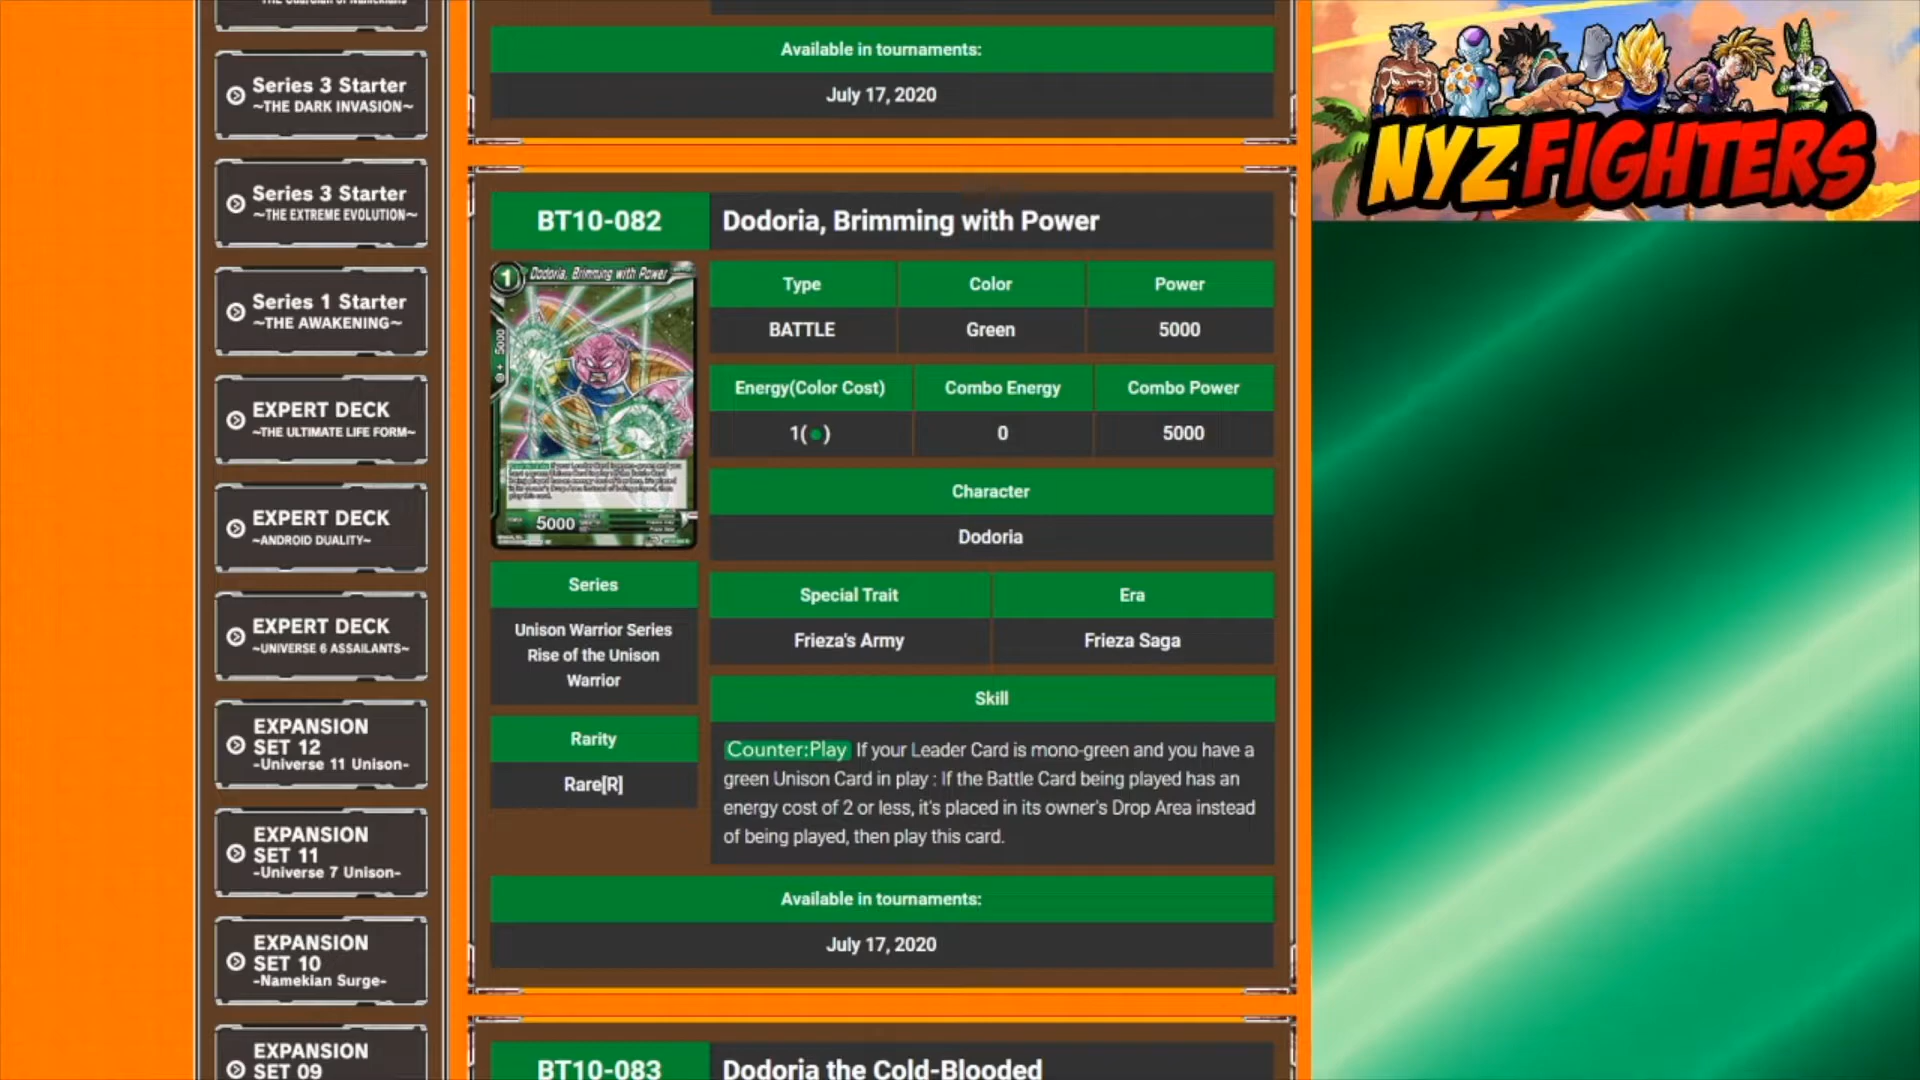 Series 3 Starter
~THE DARK INVASION~
Series 3 Starter
~THE EXTREME EVOLUTION~
Series 1 Starter
~THE AWAKENING~
EXPERT DECK
~THE ULTIMATE LIFE FORM~
EXPERT DECK
~ANDROID DUALITY~
EXPERT DECK
~UNIVERSE 6 ASSAILANTS~
EXPANSION
SET 12
-Universe 11 Unison-
EXPANSION
SET 11
-Universe 7 Unison-
EXPANSION
SET 10
-Namekian Surge-
EXPANSION
SET 09
Available in tournaments:
July 17, 2020
BT10-082
Dodoria, Brimming with Power
1
Dodoria, Brimming with Power
5000
5000
Series
Unison Warrior Series
Rise of the Unison
Warrior
Rarity
Rare[R]
Type
Color
Power
BATTLE
Green
5000
Energy(Color Cost)
Combo Energy
Combo Power
1( )
0
5000
Character
Dodoria
Special Trait
Era
Frieza's Army
Frieza Saga
Skill
Counter:Play If your Leader Card is mono-green and you have a
green Unison Card in play : If the Battle Card being played has an
energy cost of 2 or less, it's placed in its owner's Drop Area instead
of being played, then play this card.
Available in tournaments:
July 17, 2020
BT10-083
Dodoria the Cold-Blooded
NYZ FIGHTERS